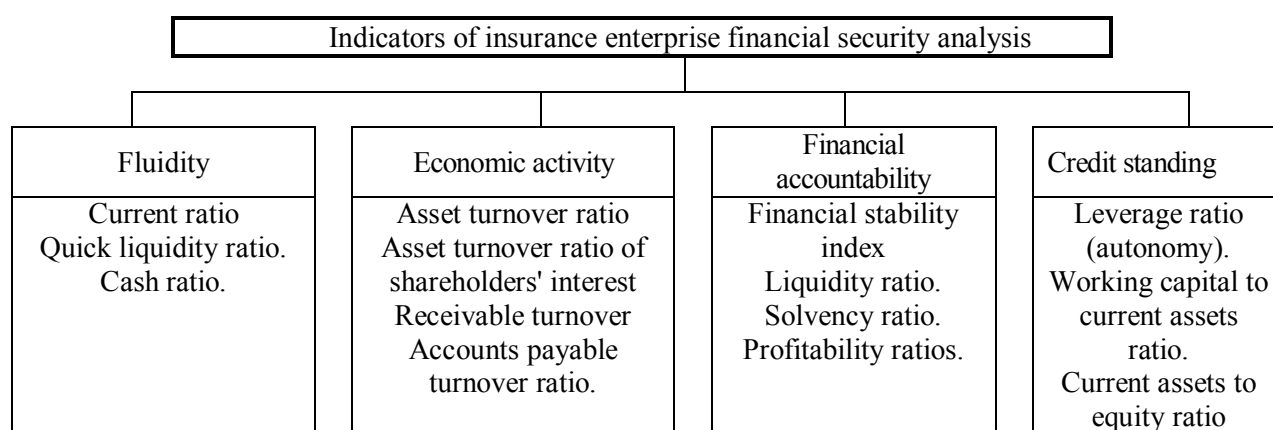 Indicators of insurance enterprise financial security analysis
Fluidity
Current ratio
Quick liquidity ratio.
Cash ratio.
Economic activity
Asset turnover ratio
Asset turnover ratio of
shareholders' interest
Receivable turnover
Accounts payable
turnover ratio.
Financial
accountability
Financial stability
index
Liquidity ratio.
Solvency ratio.
Profitability ratios.
Credit standing
Leverage ratio
(autonomy).
Working capital to
current assets
ratio.
Current assets to
equity ratio